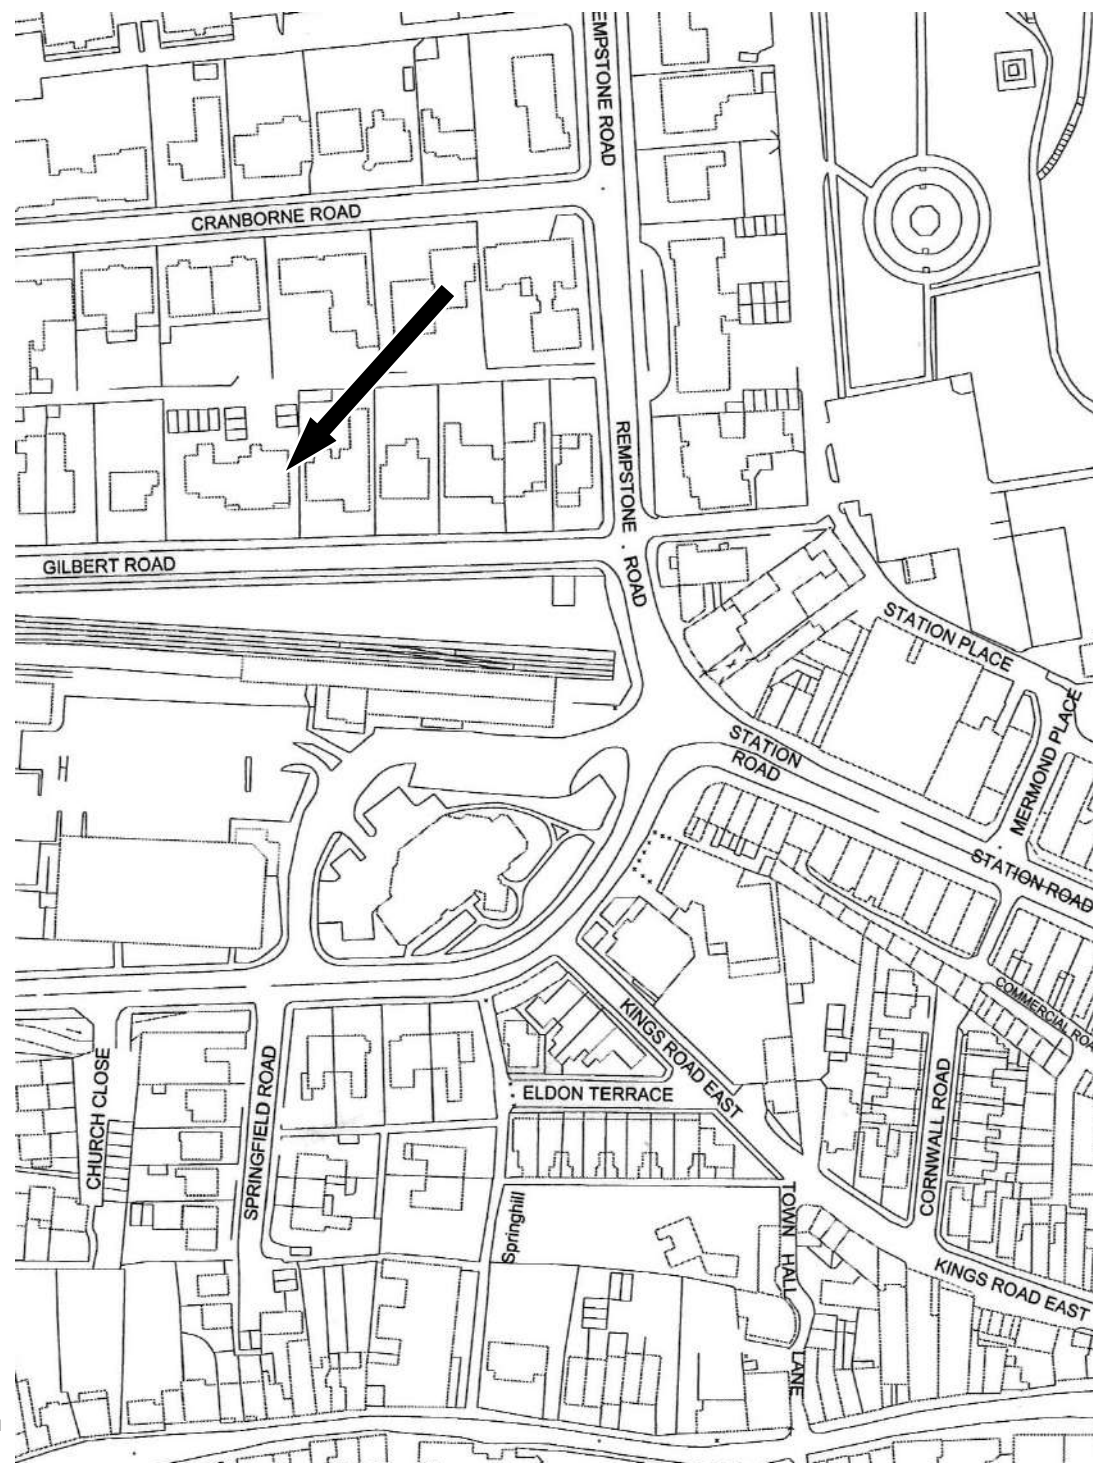 REMPSTONE ROAD
CRANBORNE ROAD
REMPSTONE ROAD
GILBERT ROAD
STATION PLACE
MERMOND PLACE
STATION
ROAD
STATION ROAD
COMMERCIAL ROA
KINGS ROAD EAST
CHURCH CLOSE
SPRINGFIELD ROAD
ELDON TERRACE
CORNWALL ROAD
Springhill
TOWN HALL LANE
KINGS ROAD EAST